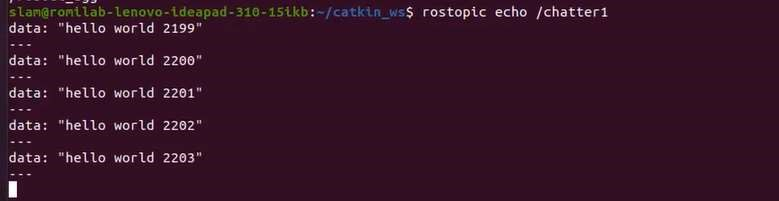 slam@romilab-lenovo-ideapad-310-15ikb:~/catkin_ws$ rostopic echo /chatter1
data: "hello world 2199"
---
data: "hello world 2200"
---
data: "hello world 2201"
---
data: "hello world 2202"
---
data: "hello world 2203"
---